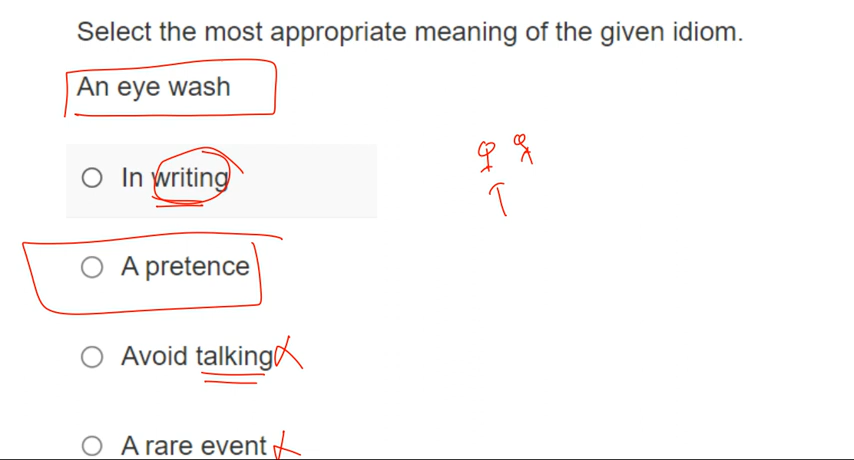 Select the most appropriate meaning of the given idiom.
An eye wash
In writing
A pretence
Avoid talking
A rare event